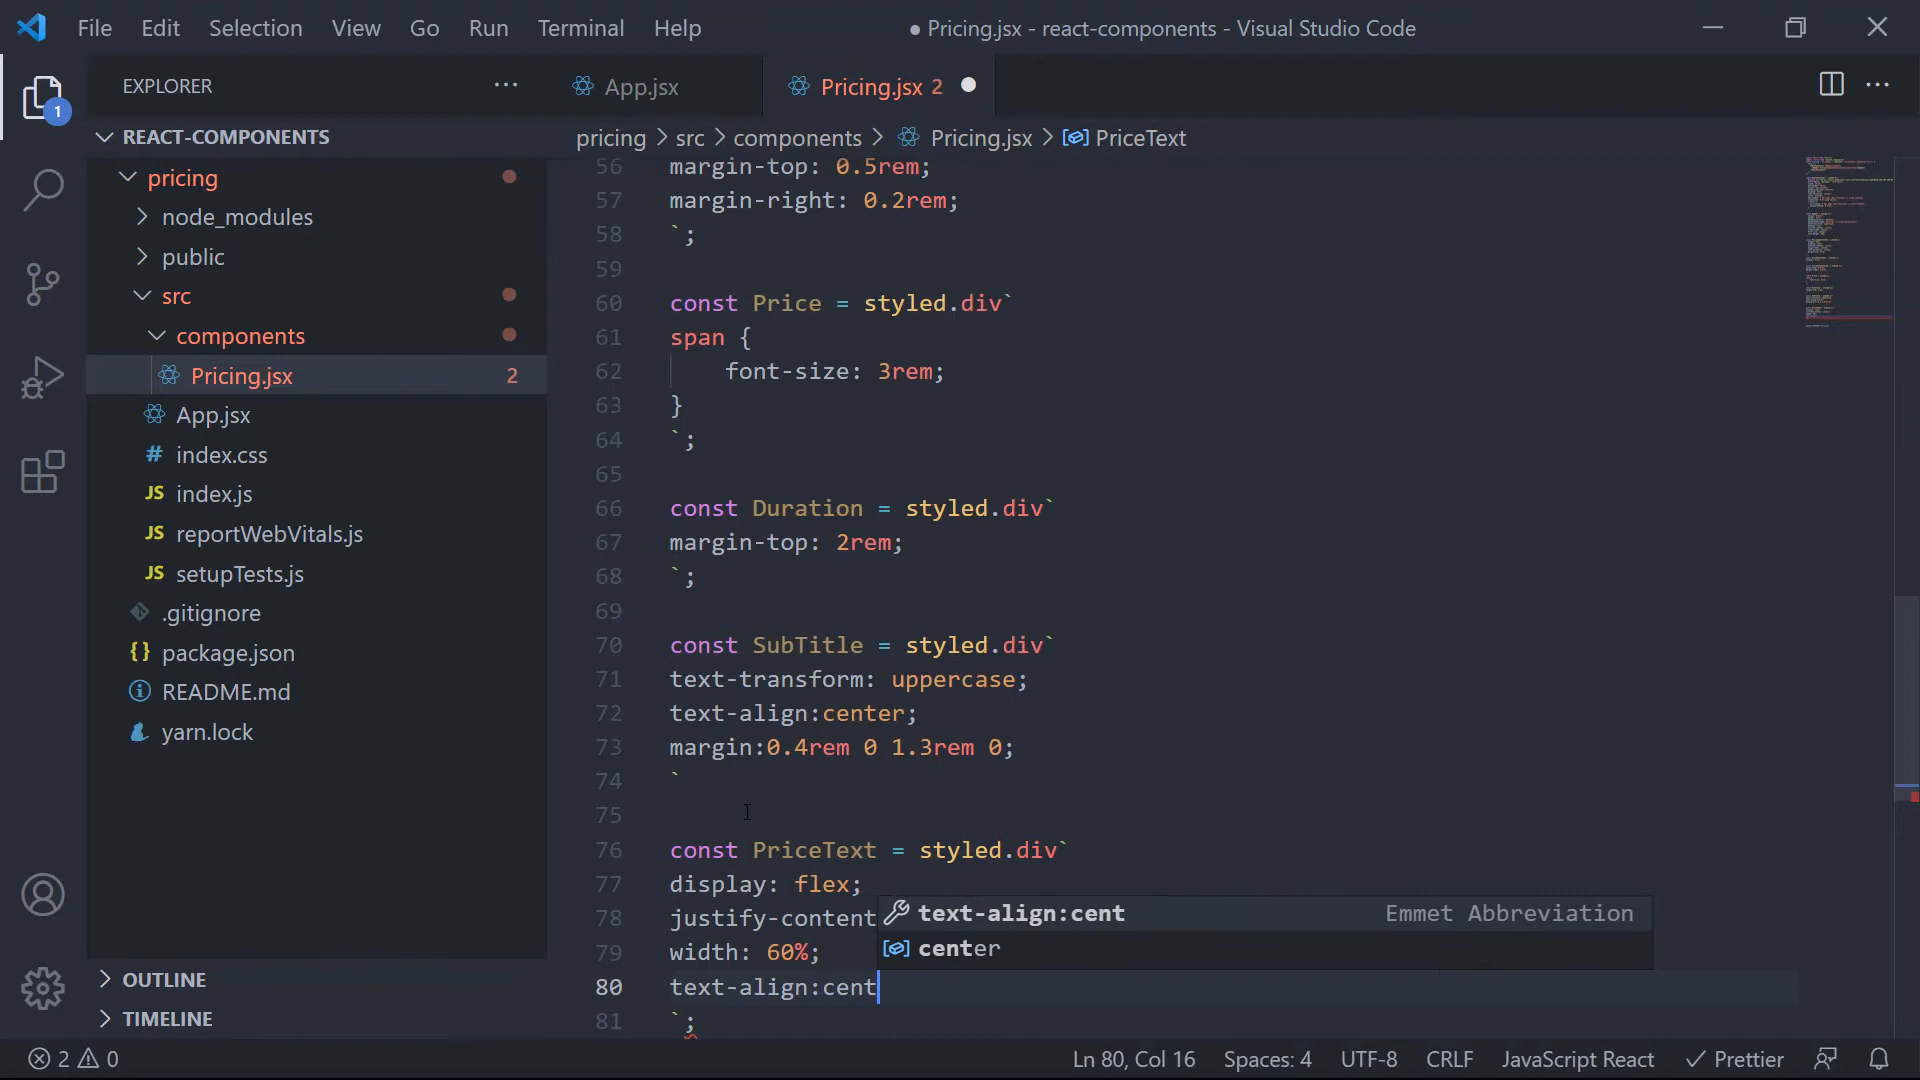 File Edit Selection View Go Run Terminal Help
● Pricing.jsx - react-components - Visual Studio Code
1
EXPLORER
REACT-COMPONENTS
pricing
node_modules
public
src
components
Pricing.jsx 2
App.jsx
# index.css
JS index.js
JS reportWebVitals.js
JS setupTests.js
.gitignore
{} package.json
README.md
yarn.lock
OUTLINE
TIMELINE
App.jsx
Pricing.jsx 2
pricing > src > components > Pricing.jsx > PriceText
56 margin-top: 0.5rem;
57 margin-right: 0.2rem;
58 `;
59
60 const Price = styled.div`
61 span {
62 font-size: 3rem;
63 }
64 `;
65
66 const Duration = styled.div`
67 margin-top: 2rem;
68 `;
69
70 const SubTitle = styled.div`
71 text-transform: uppercase;
72 text-align:center;
73 margin:0.4rem 0 1.3rem 0;
74 `
75
76 const PriceText = styled.div`
77 display: flex;
78 justify-content
79 width: 60%;
80 text-align:cent
81 `;
text-align:cent Emmet Abbreviation
center
2 0
Ln 80, Col 16 Spaces: 4 UTF-8 CRLF JavaScript React Prettier